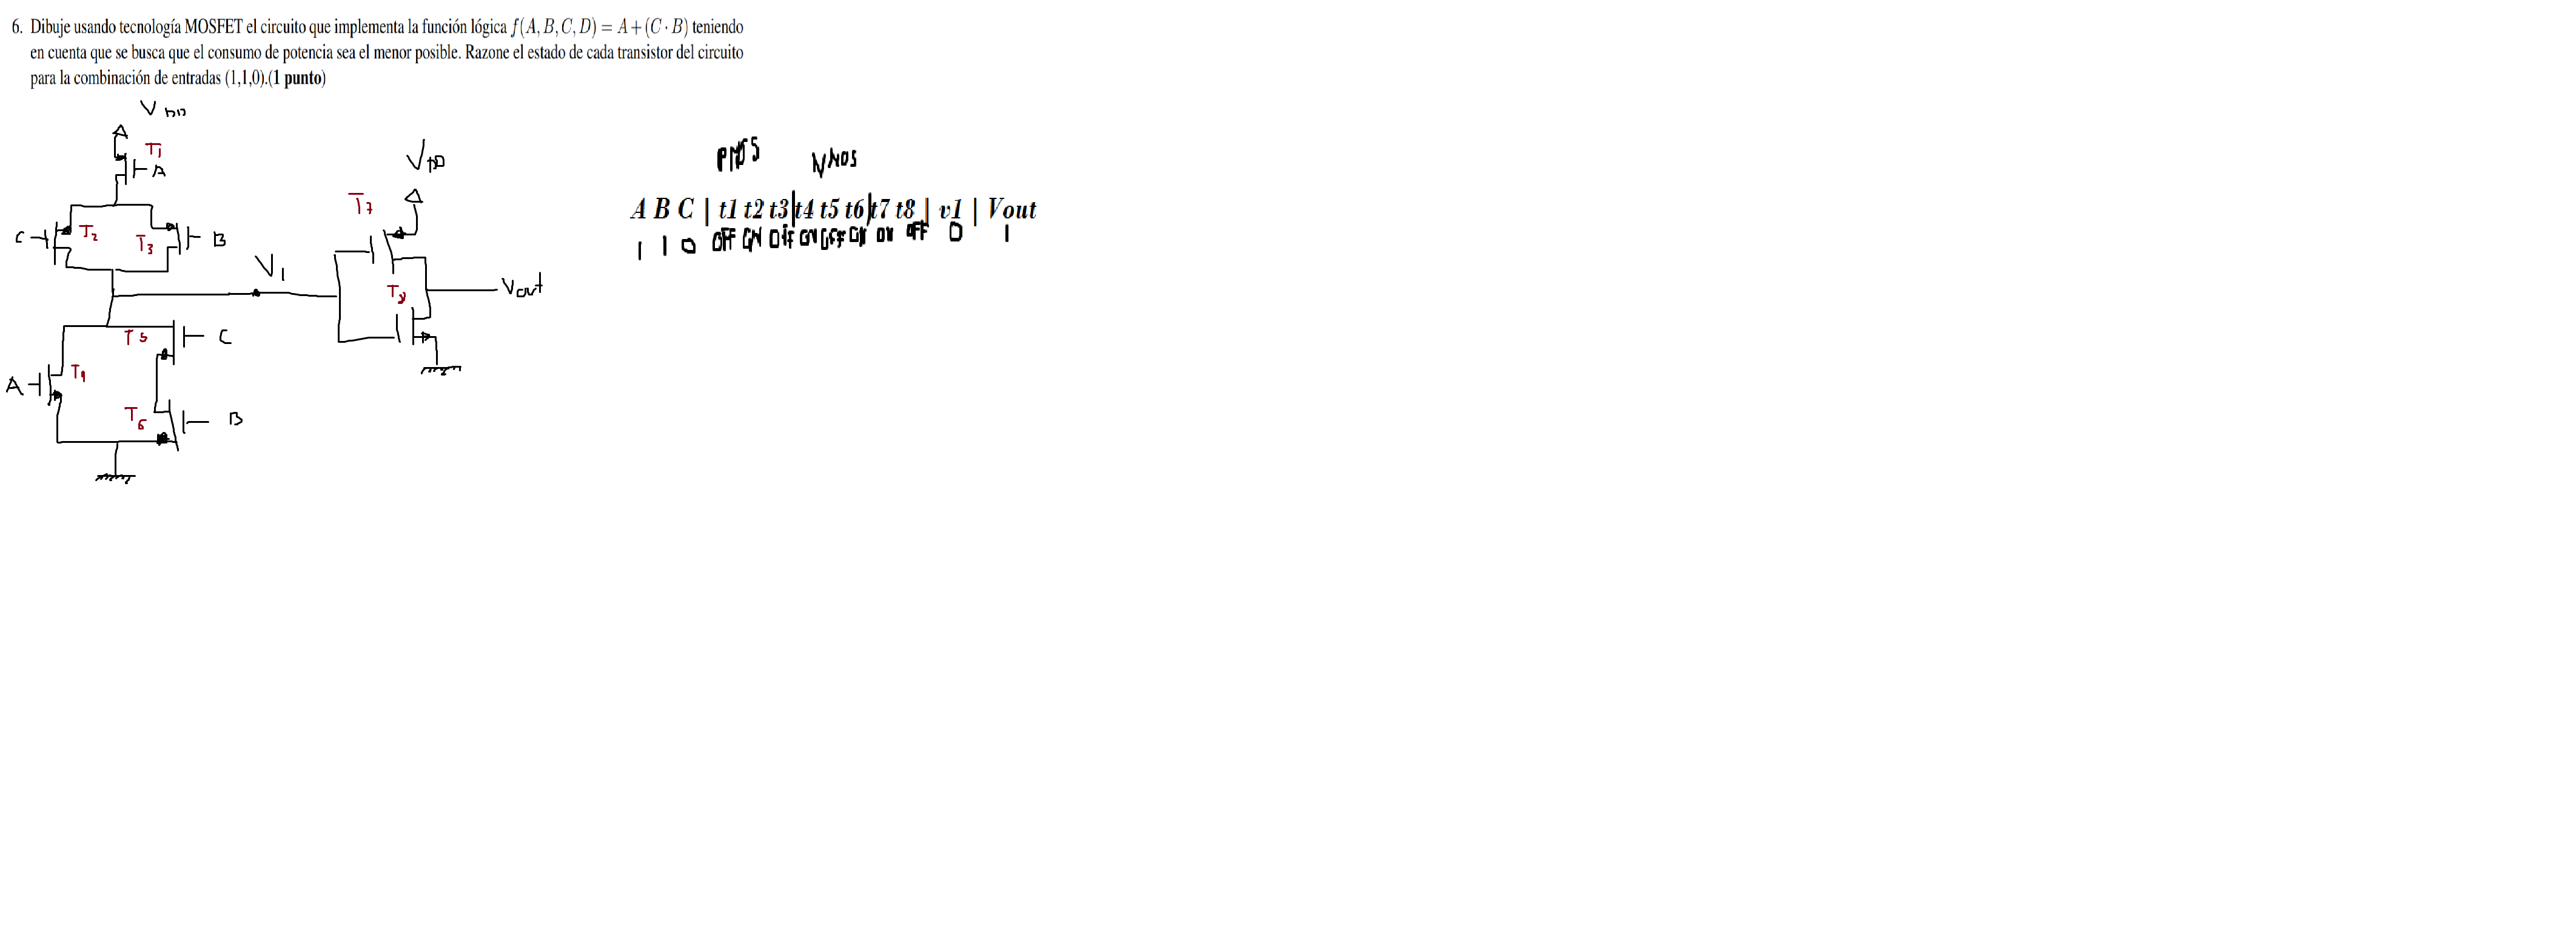 6. Dibuje usando tecnología MOSFET el circuito que implementa la función lógica f(A,B,C,D) = A+(C·B) teniendo
en cuenta que se busca que el consumo de potencia sea el menor posible. Razone el estado de cada transistor del circuito
para la combinación de entradas (1,1,0).(1 punto)
VDD
T1
A
C
T2
T3
B
V1
T5
C
A
T4
T6
B
VDD
T7
T8
Vout
PMOS NMOS
A B C | t1 t2 t3|t4 t5 t6|t7 t8 | v1 | Vout
1 1 0 OFF ON OFF ON OFF ON ON OFF 0 1